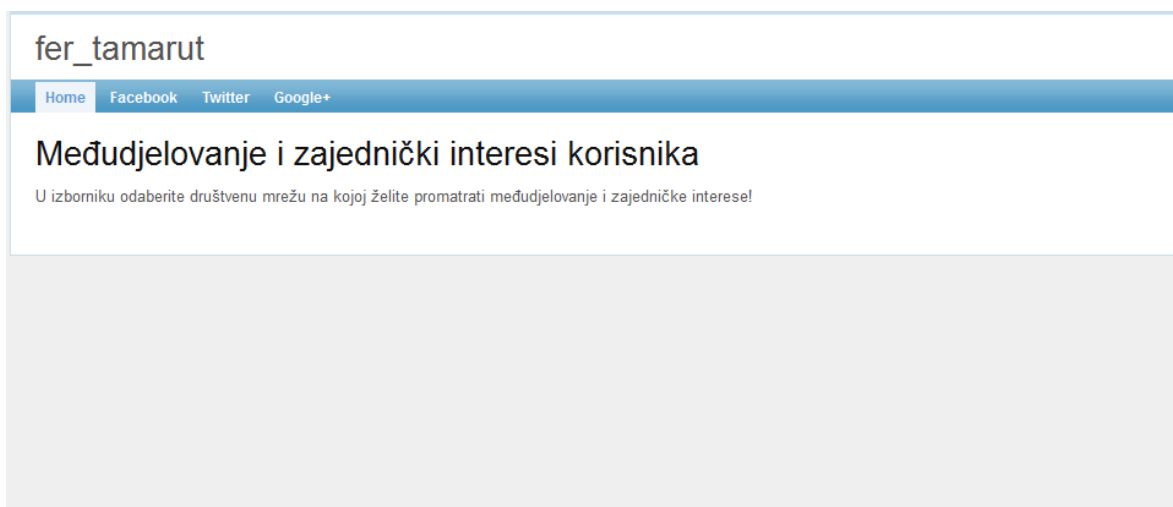 fer_tamarut
Home Facebook Twitter Google+
Međudjelovanje i zajednički interesi korisnika
U izborniku odaberite društvenu mrežu na kojoj želite promatrati međudjelovanje i zajedničke interese!